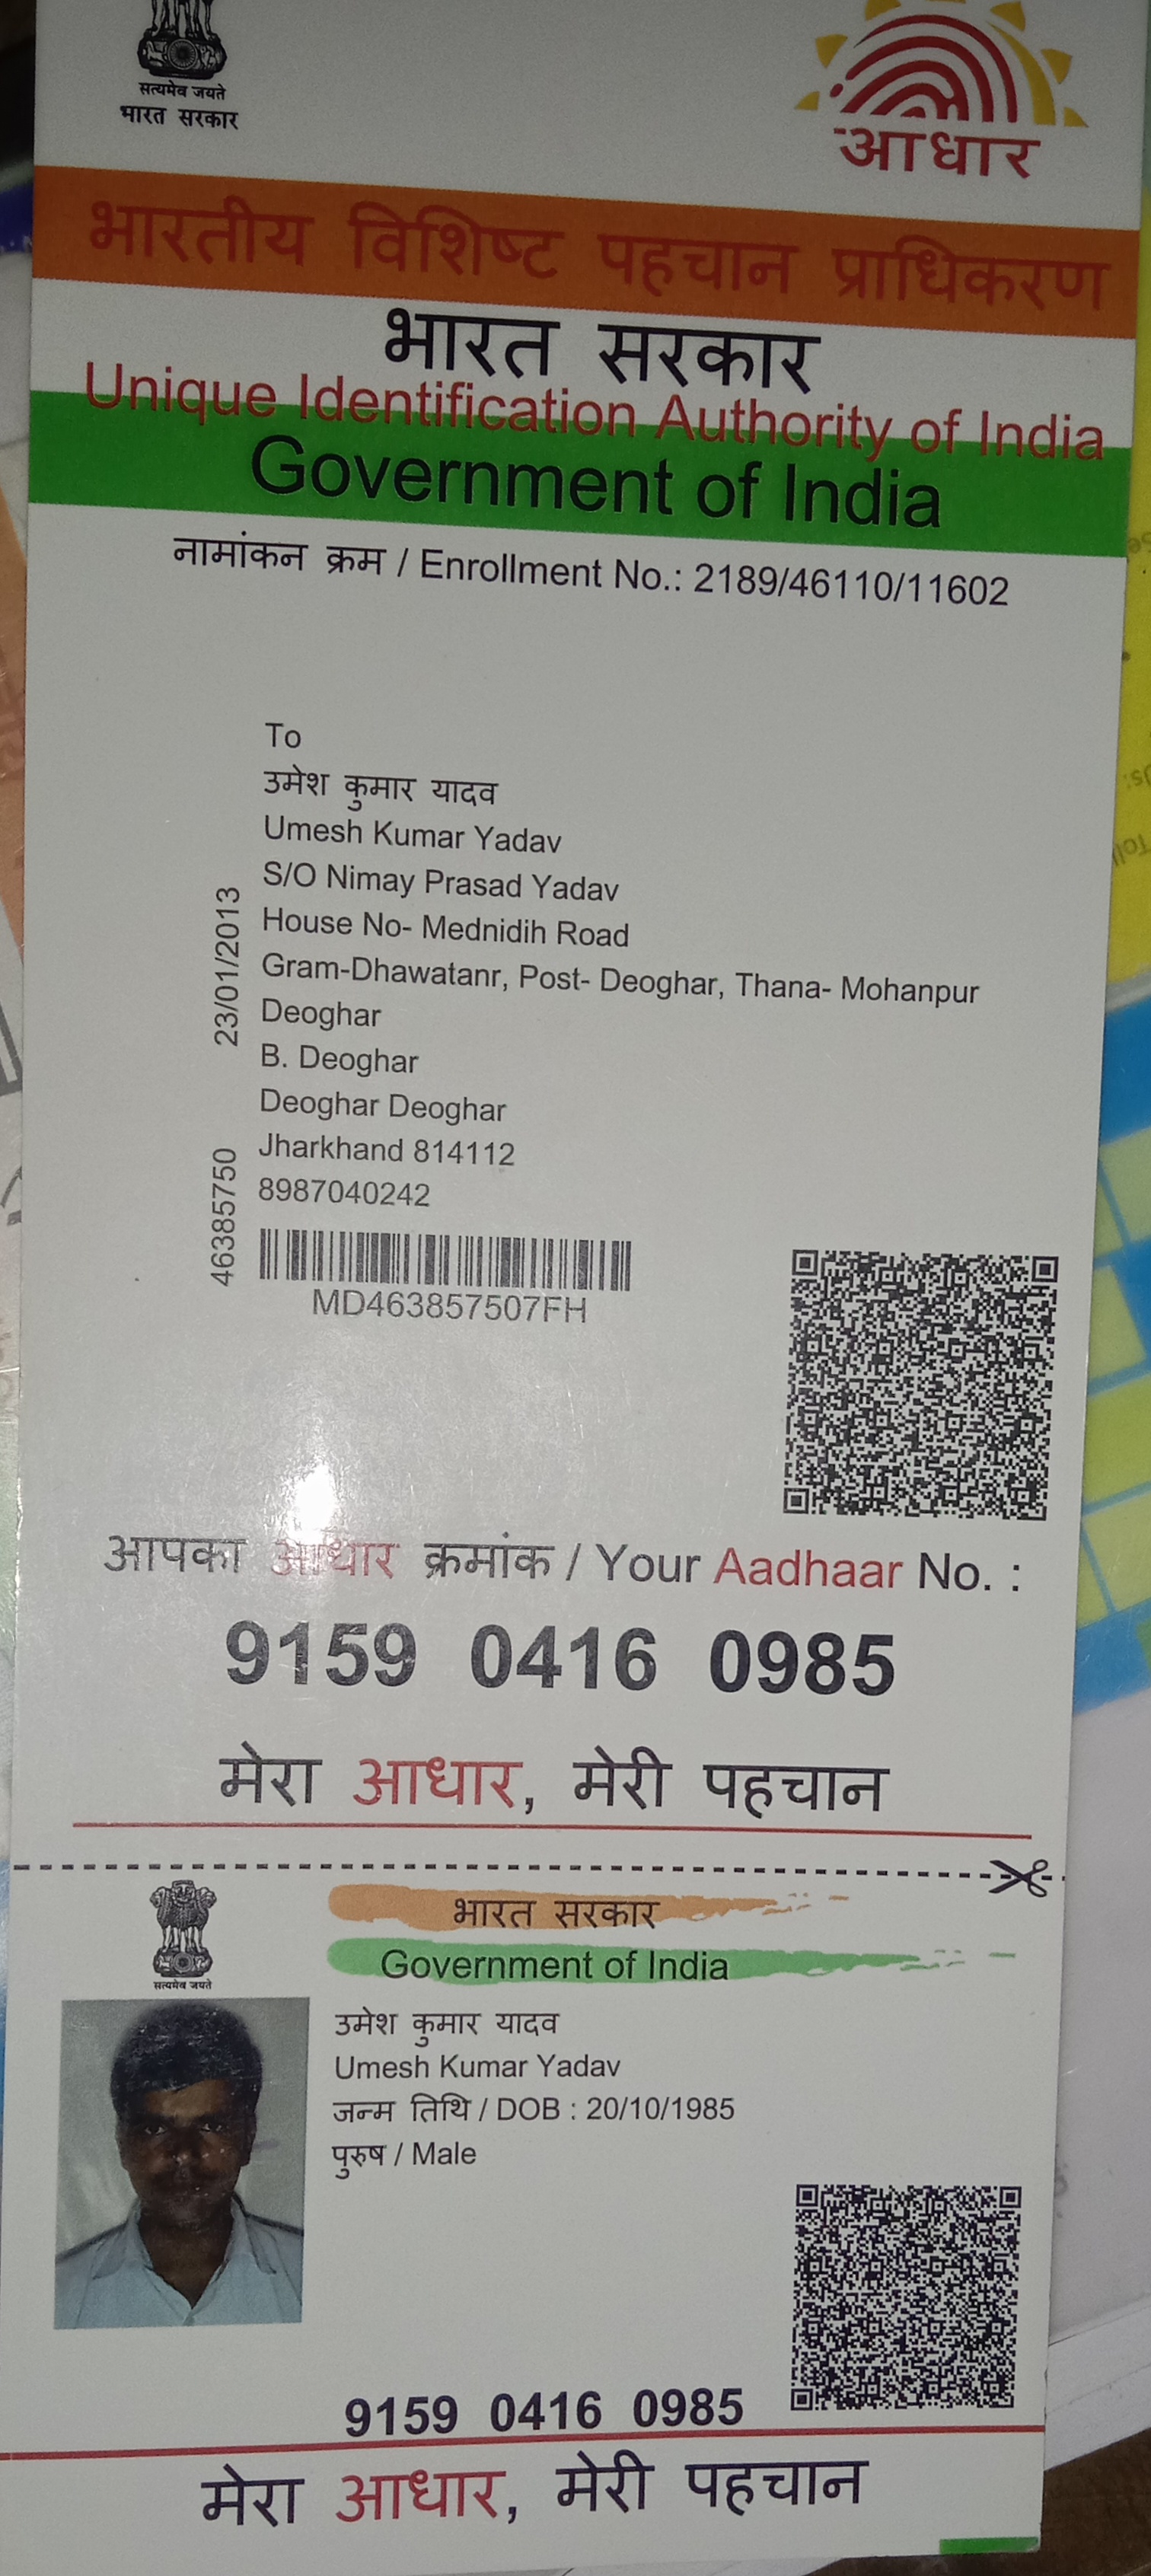 सत्यमेव जयते
भारत सरकार
आधार
भारतीय विशिष्ट पहचान प्राधिकरण
भारत सरकार
Unique Identification Authority of India
Government of India
नामांकन क्रम / Enrollment No.: 2189/46110/11602
To
उमेश कुमार यादव
Umesh Kumar Yadav
S/O Nimay Prasad Yadav
House No- Mednidih Road
Gram-Dhawatanr, Post- Deoghar, Thana- Mohanpur
Deoghar
B. Deoghar
Deoghar Deoghar
Jharkhand 814112
8987040242
23/01/2013
46385750
MD463857507FH
आपका आधार क्रमांक / Your Aadhaar No. :
9159 0416 0985
मेरा आधार, मेरी पहचान
भारत सरकार
Government of India
सत्यमेव जयते
उमेश कुमार यादव
Umesh Kumar Yadav
जन्म तिथि / DOB : 20/10/1985
पुरुष / Male
9159 0416 0985
मेरा आधार, मेरी पहचान